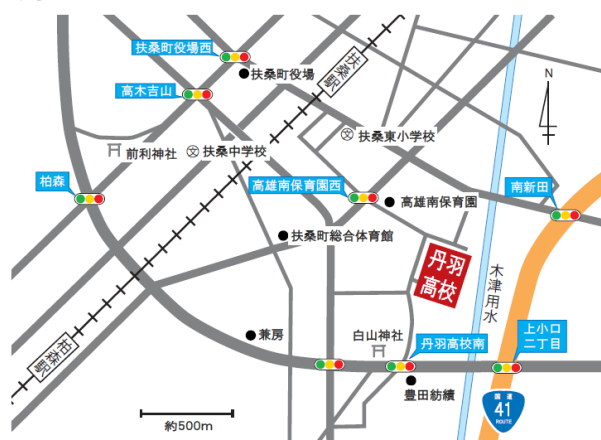 扶桑町役場西
扶桑町役場
扶桑駅
高木吉山
N
文 扶桑東小学校
前利神社
文 扶桑中学校
柏森
高雄南保育園西
高雄南保育園
南新田
扶桑町総合体育館
丹羽
高校
木津用水
兼房
白山神社
丹羽高校南
上小口
二丁目
柏森駅
豊田紡績
約500m
国道
41
ROUTE